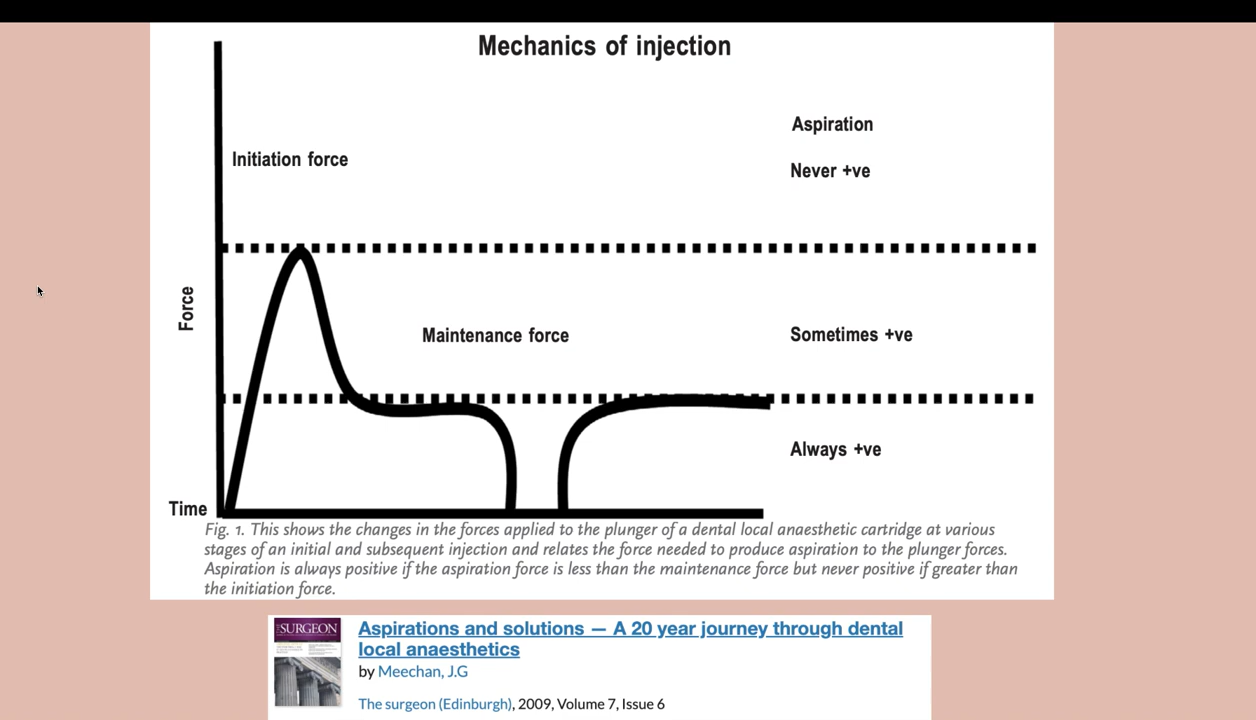 Mechanics of injection
Aspiration
Initiation force
Never +ve
Force
Maintenance force
Sometimes +ve
Always +ve
Time
Fig. 1. This shows the changes in the forces applied to the plunger of a dental local anaesthetic cartridge at various
stages of an initial and subsequent injection and relates the force needed to produce aspiration to the plunger forces.
Aspiration is always positive if the aspiration force is less than the maintenance force but never positive if greater than
the initiation force.
SURGEON
Aspirations and solutions — A 20 year journey through dental
local anaesthetics
by Meechan, J.G
The surgeon (Edinburgh), 2009, Volume 7, Issue 6